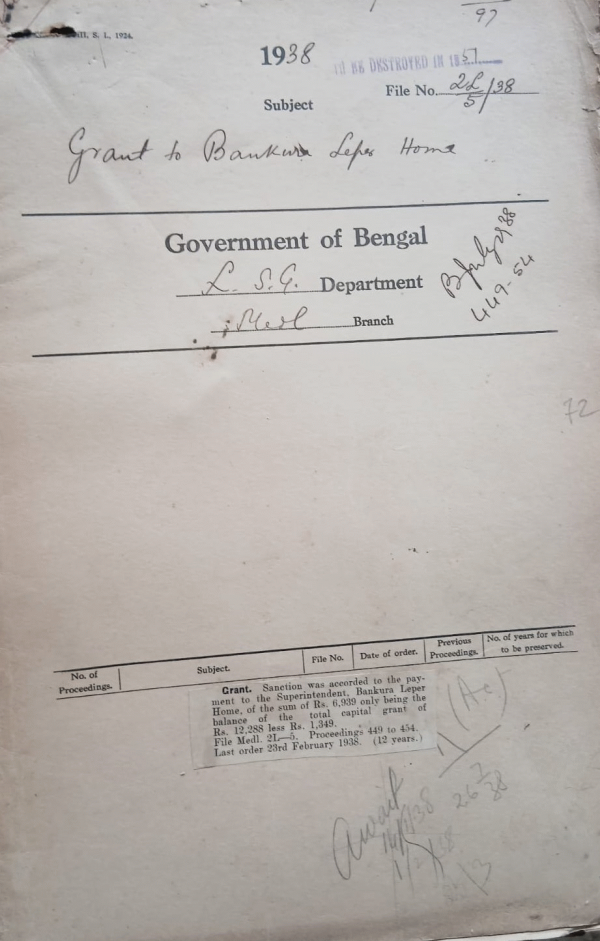 S. I., 1924.
97
1938
TO BE DESTROYED IN 1957
File No. 2L/5/38
Subject
Grant to Bankura Leper Home
Government of Bengal
L. S. G. Department
Medl Branch
B July 1938
449-54
72
No. of Proceedings.
Subject.
File No.
Date of order.
Previous Proceedings.
No. of years for which to be preserved.
Grant. Sanction was accorded to the pay-
ment to the Superintendent, Bankura Leper
Home, of the sum of Rs. 6,939 only being the
balance of the total capital grant of
Rs. 12,288 less Rs. 1,349.
File Medl. 2L—5. Proceedings 449 to 454.
Last order 23rd February 1938. (12 years.)
Await